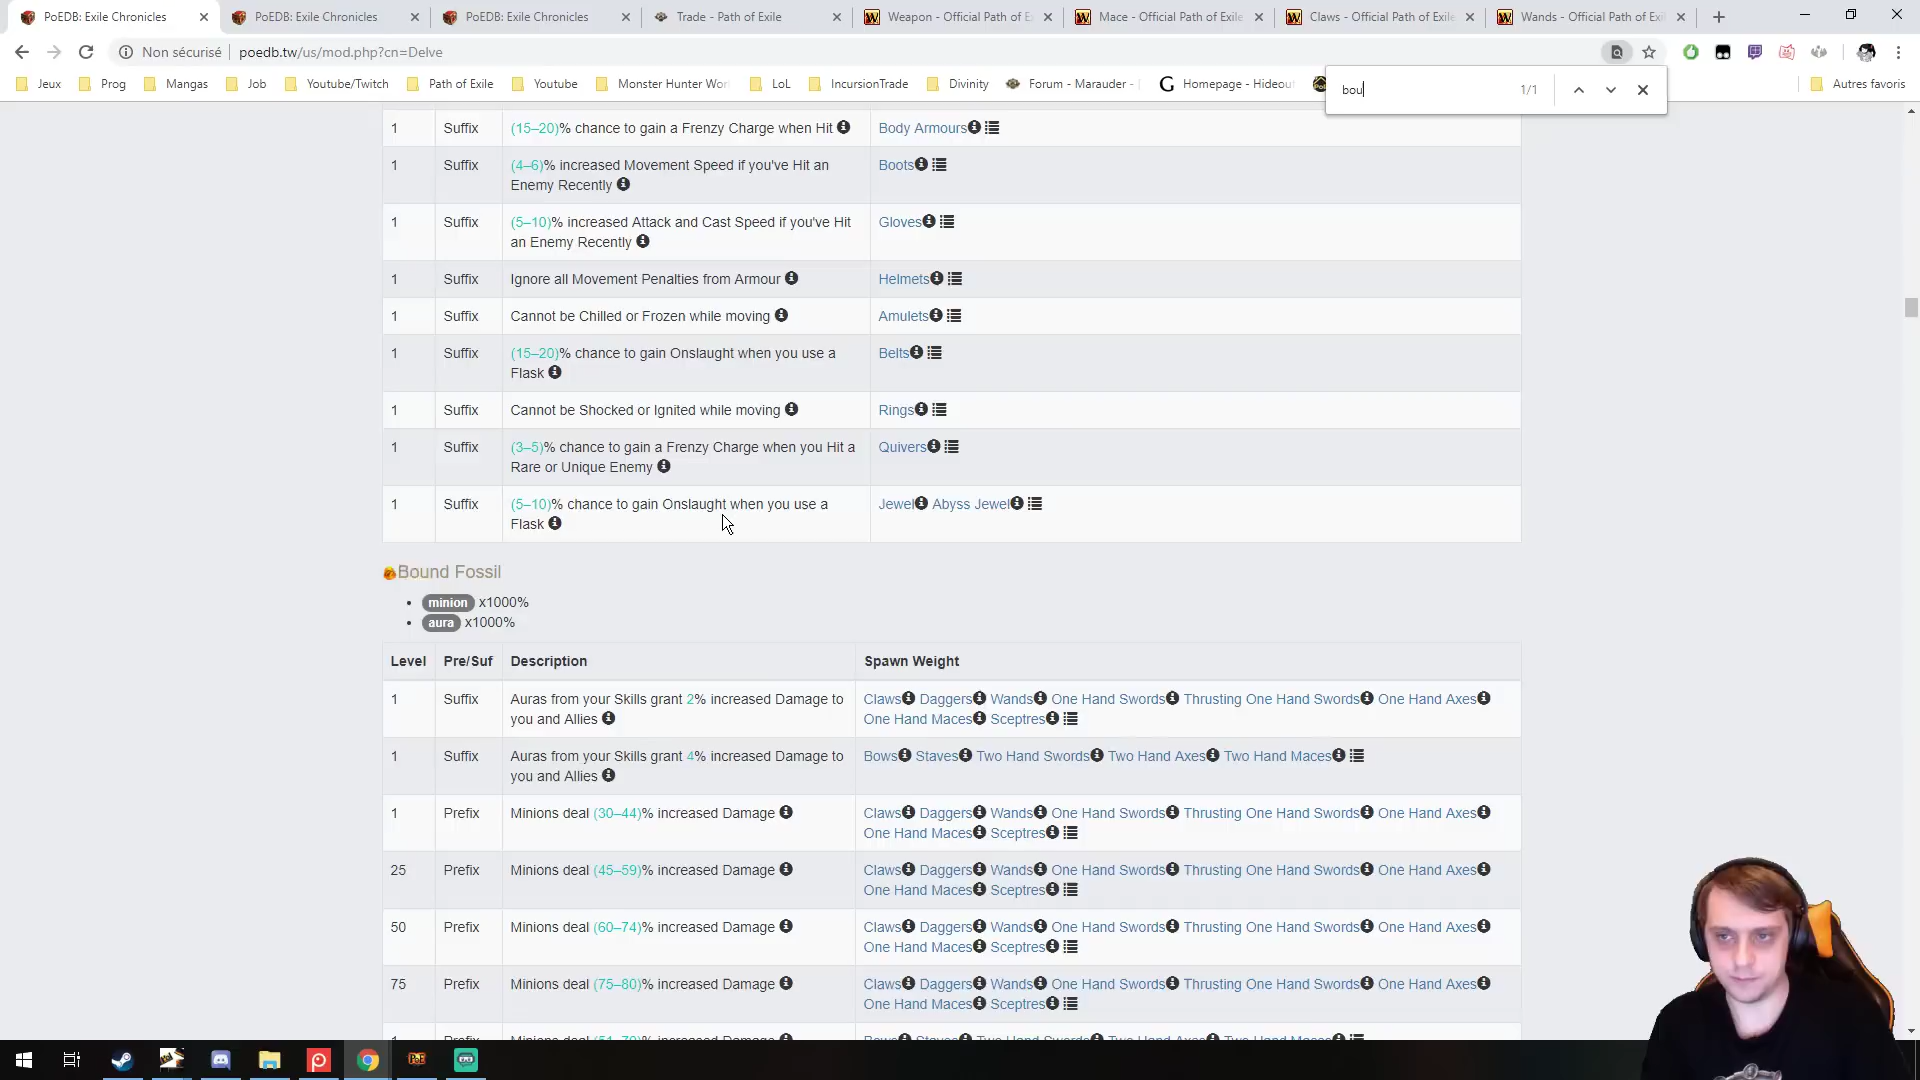 PoEDB: Exile Chronicles
PoEDB: Exile Chronicles
PoEDB: Exile Chronicles
Trade - Path of Exile
Weapon - Official Path of E
Mace - Official Path of Exile
Claws - Official Path of Exile
Wands - Official Path of Exil
Non sécurisé | poedb.tw/us/mod.php?cn=Delve
Jeux Prog Mangas Job Youtube/Twitch Path of Exile Youtube Monster Hunter Wor LoL IncursionTrade Divinity Forum - Marauder - Homepage - Hideout Autres favoris
bou 1/1
1 Suffix (15–20)% chance to gain a Frenzy Charge when Hit Body Armours
1 Suffix (4–6)% increased Movement Speed if you've Hit an Boots
Enemy Recently
1 Suffix (5–10)% increased Attack and Cast Speed if you've Hit Gloves
an Enemy Recently
1 Suffix Ignore all Movement Penalties from Armour Helmets
1 Suffix Cannot be Chilled or Frozen while moving Amulets
1 Suffix (15–20)% chance to gain Onslaught when you use a Belts
Flask
1 Suffix Cannot be Shocked or Ignited while moving Rings
1 Suffix (3–5)% chance to gain a Frenzy Charge when you Hit a Quivers
Rare or Unique Enemy
1 Suffix (5–10)% chance to gain Onslaught when you use a Jewel Abyss Jewel
Flask
Bound Fossil
minion x1000%
aura x1000%
Level Pre/Suf Description Spawn Weight
1 Suffix Auras from your Skills grant 2% increased Damage to Claws Daggers Wands One Hand Swords Thrusting One Hand Swords One Hand Axes
you and Allies One Hand Maces Sceptres
1 Suffix Auras from your Skills grant 4% increased Damage to Bows Staves Two Hand Swords Two Hand Axes Two Hand Maces
you and Allies
1 Prefix Minions deal (30–44)% increased Damage Claws Daggers Wands One Hand Swords Thrusting One Hand Swords One Hand Axes
One Hand Maces Sceptres
25 Prefix Minions deal (45–59)% increased Damage Claws Daggers Wands One Hand Swords Thrusting One Hand Swords One Hand Axes
One Hand Maces Sceptres
50 Prefix Minions deal (60–74)% increased Damage Claws Daggers Wands One Hand Swords Thrusting One Hand Swords One Hand Axes
One Hand Maces Sceptres
75 Prefix Minions deal (75–80)% increased Damage Claws Daggers Wands One Hand Swords Thrusting One Hand Swords One Hand Axes
One Hand Maces Sceptres